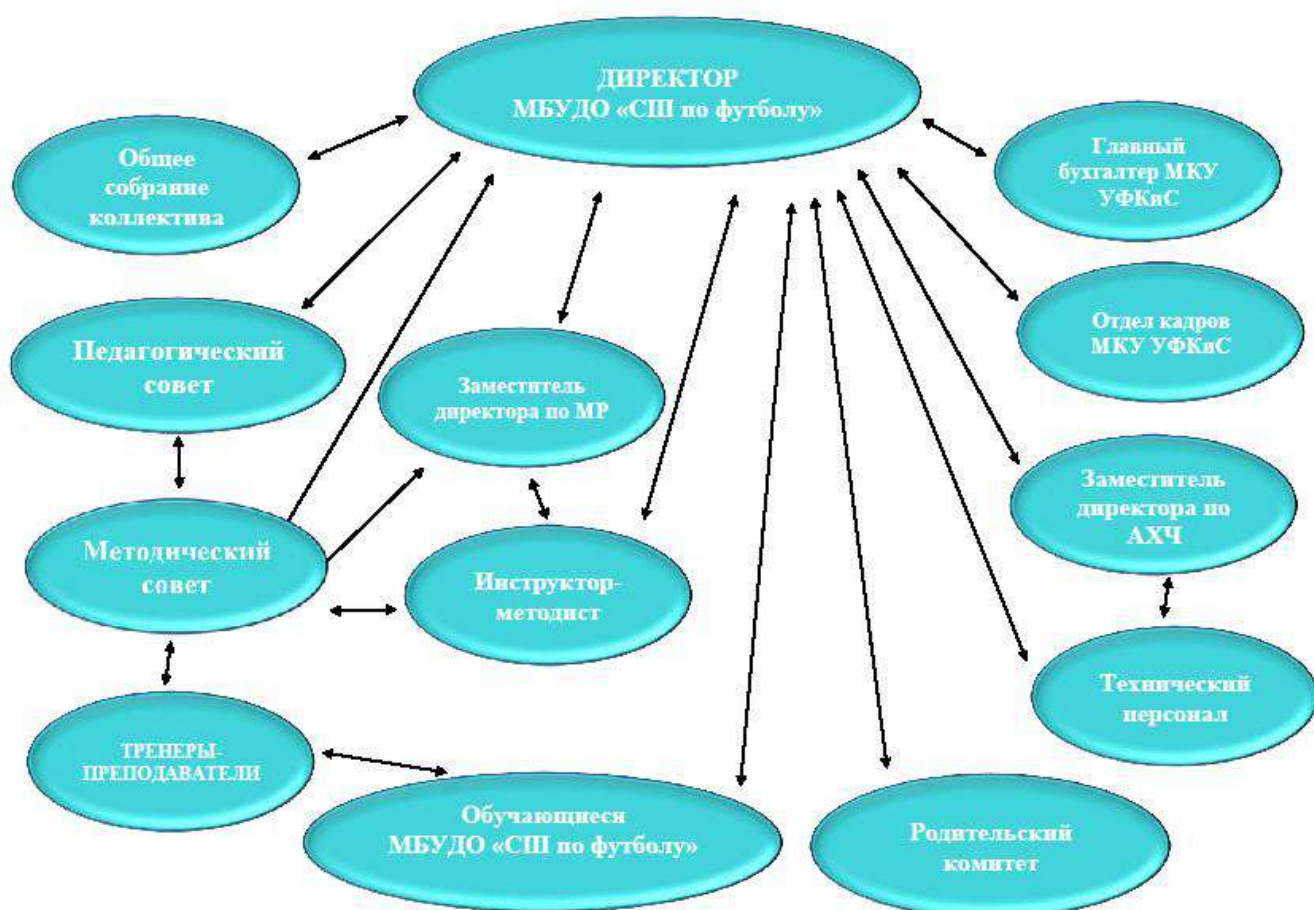 ДИРЕКТОР
МБУДО «СШ по футболу»
Общее
собрание
коллектива
Главный
бухгалтер МКУ
УФКиС
Педагогический
совет
Отдел кадров
МКУ УФКиС
Заместитель
директора по МР
Заместитель
директора по
АХЧ
Методический
совет
Инструктор-
методист
Технический
персонал
ТРЕНЕРЫ-
ПРЕПОДАВАТЕЛИ
Обучающиеся
МБУДО «СШ по футболу»
Родительский
комитет